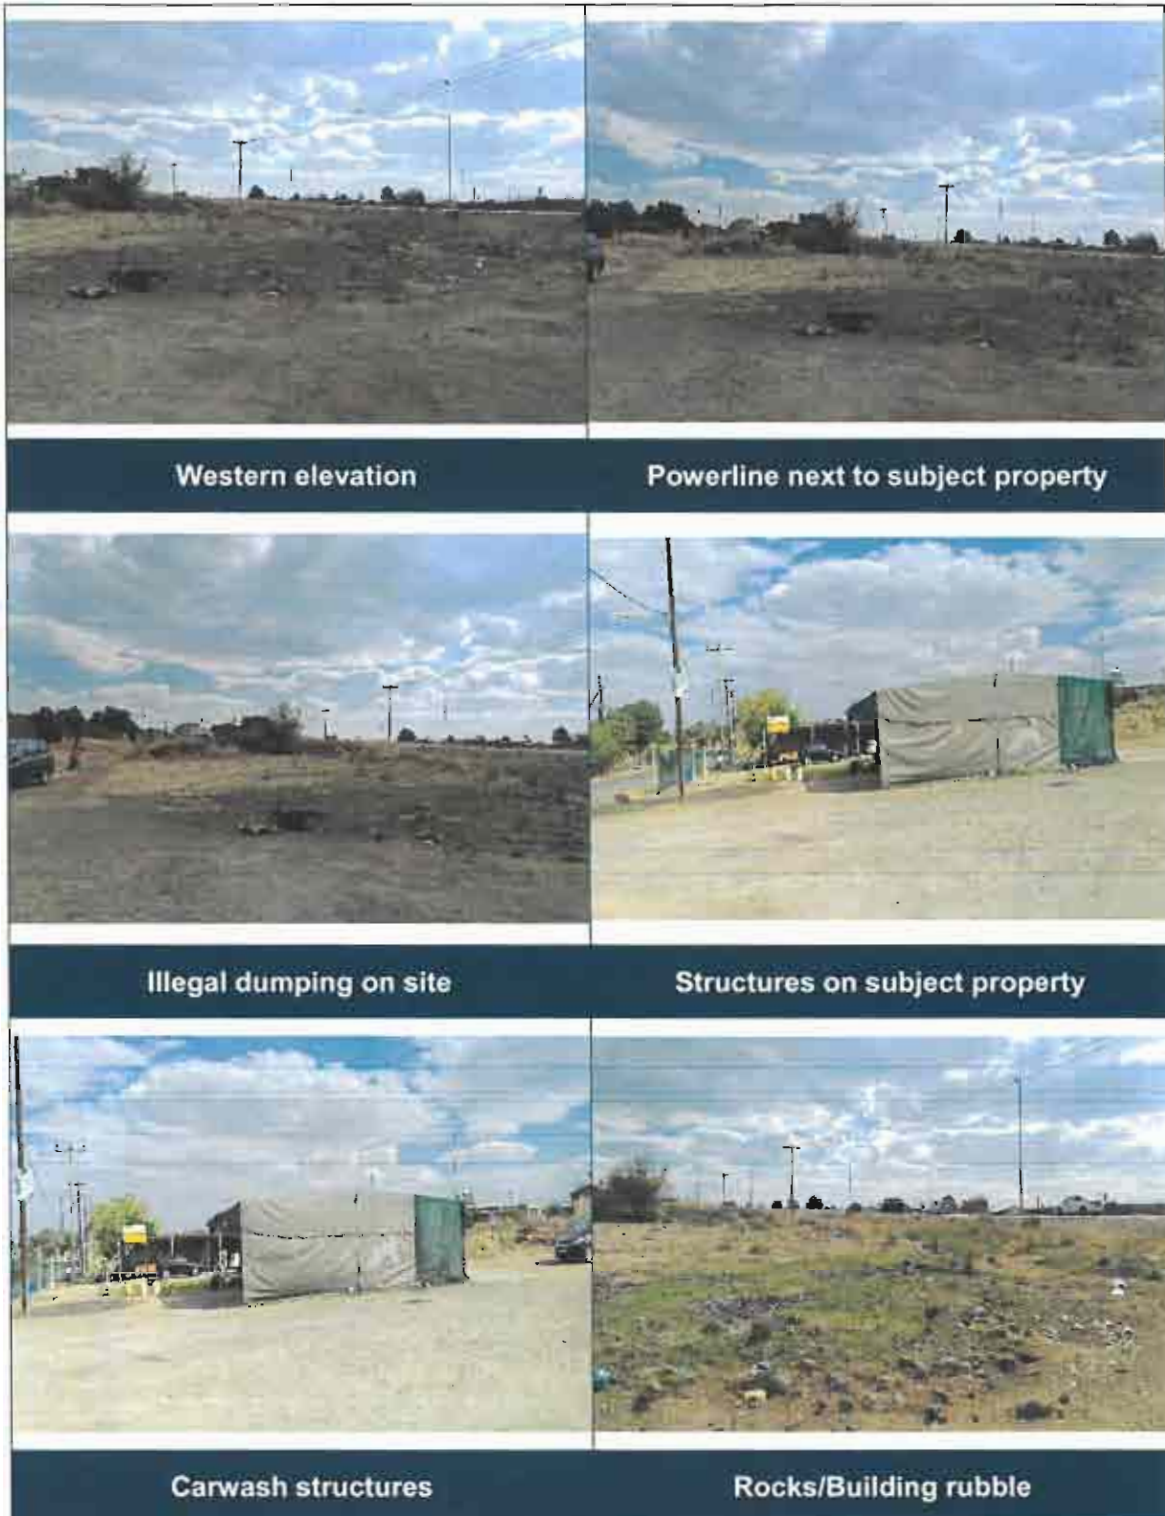 Western elevation
Powerline next to subject property
Illegal dumping on site
Structures on subject property
Carwash structures
Rocks/Building rubble